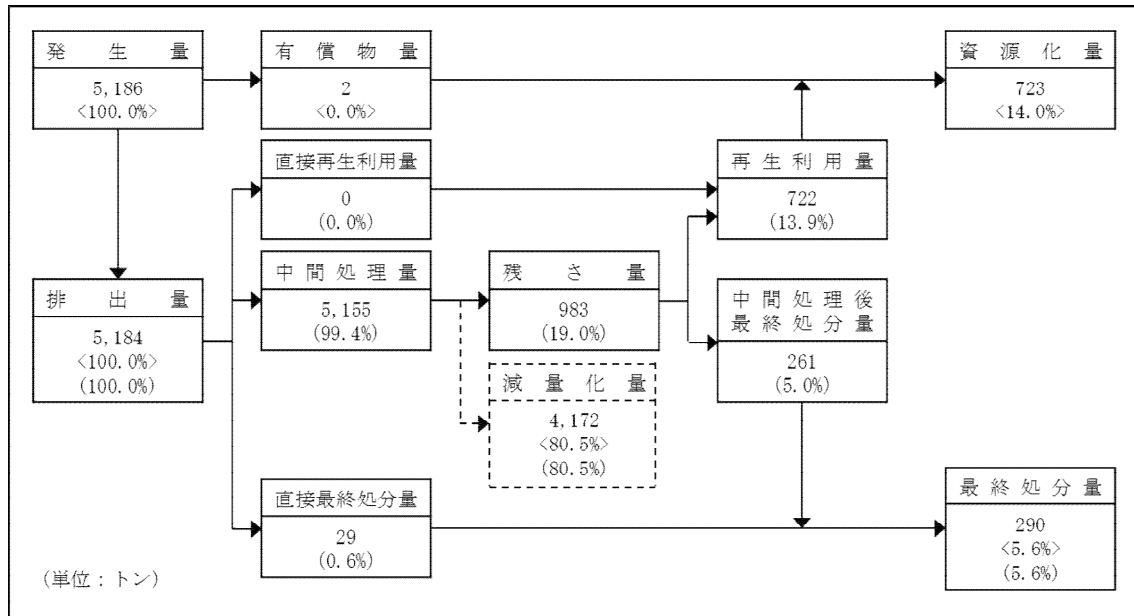 発生量
5,186
<100.0%>
有償物量
2
<0.0%>
資源化量
723
<14.0%>
直接再生利用量
0
(0.0%)
再生利用量
722
(13.9%)
排出量
5,184
<100.0%>
(100.0%)
中間処理量
5,155
(99.4%)
残さ量
983
(19.0%)
中間処理後
最終処分量
261
(5.0%)
減量化量
4,172
<80.5%>
(80.5%)
直接最終処分量
29
(0.6%)
最終処分量
290
<5.6%>
(5.6%)
(単位：トン)